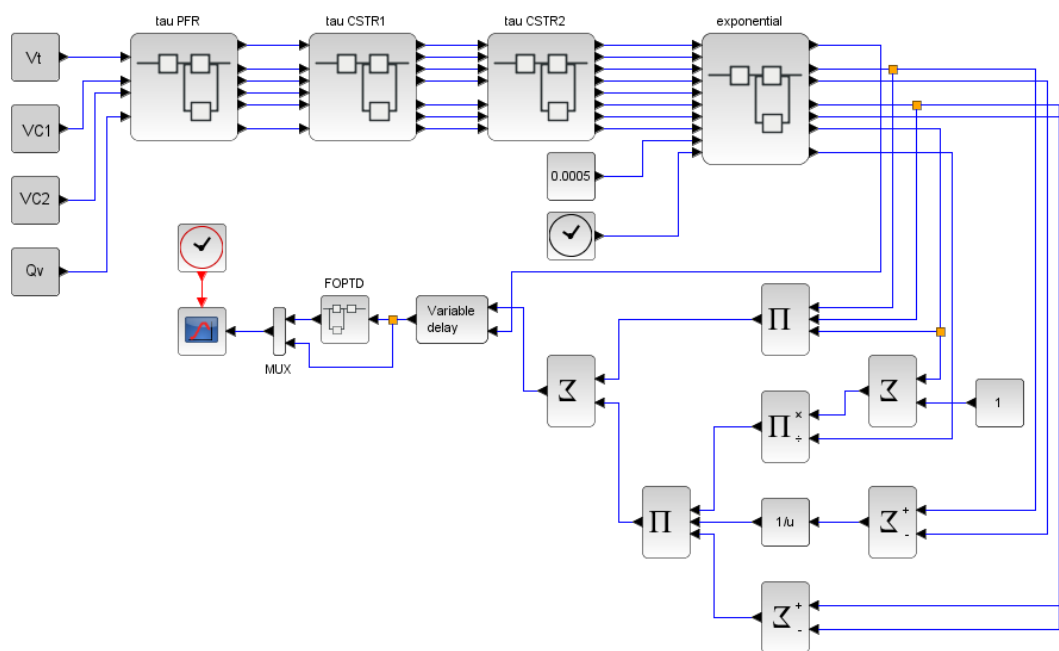 tau PFR
tau CSTR1
tau CSTR2
exponential
Vt
VC1
VC2
Qv
0.0005
FOPTD
Variable
delay
MUX
Π
Σ
Σ
1
Π
×
÷
Π
1/u
Σ
+
-
Σ
+
-